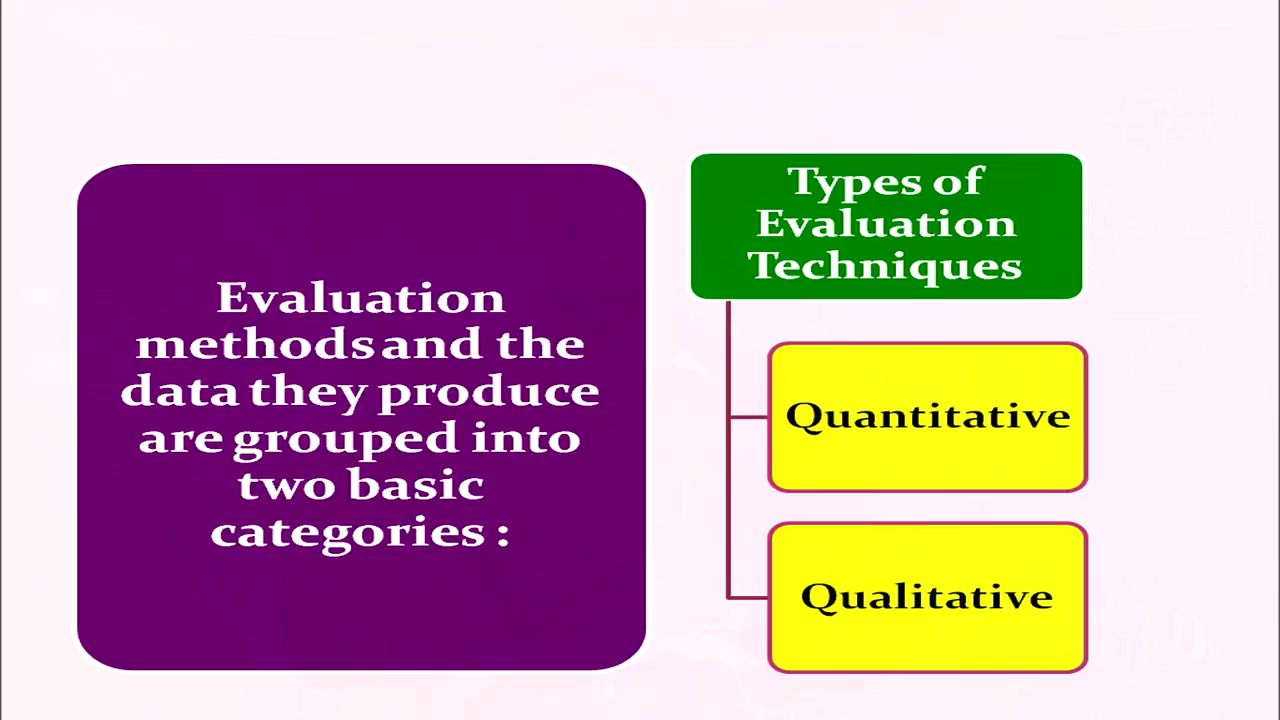 Evaluation
methods and the
data they produce
are grouped into
two basic
categories :
Types of
Evaluation
Techniques
Quantitative
Qualitative